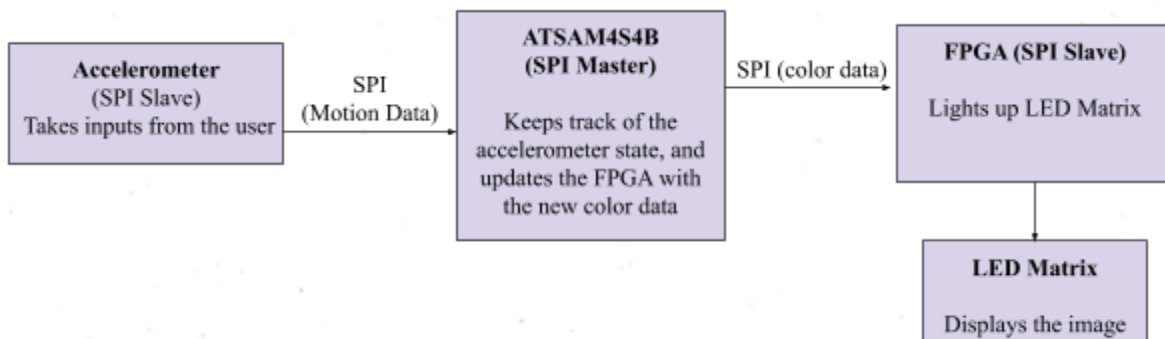 Accelerometer
(SPI Slave)
Takes inputs from the user
SPI
(Motion Data)
ATSAM4S4B
(SPI Master)
Keeps track of the
accelerometer state, and
updates the FPGA with
the new color data
SPI (color data)
FPGA (SPI Slave)
Lights up LED Matrix
LED Matrix
Displays the image